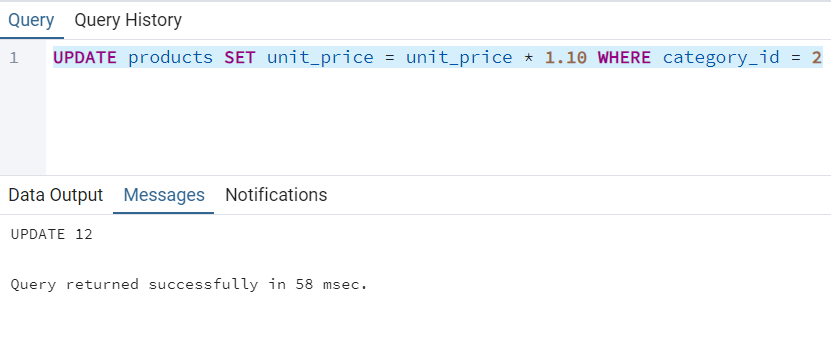 Query Query History
1 UPDATE products SET unit_price = unit_price * 1.10 WHERE category_id = 2
Data Output Messages Notifications
UPDATE 12
Query returned successfully in 58 msec.